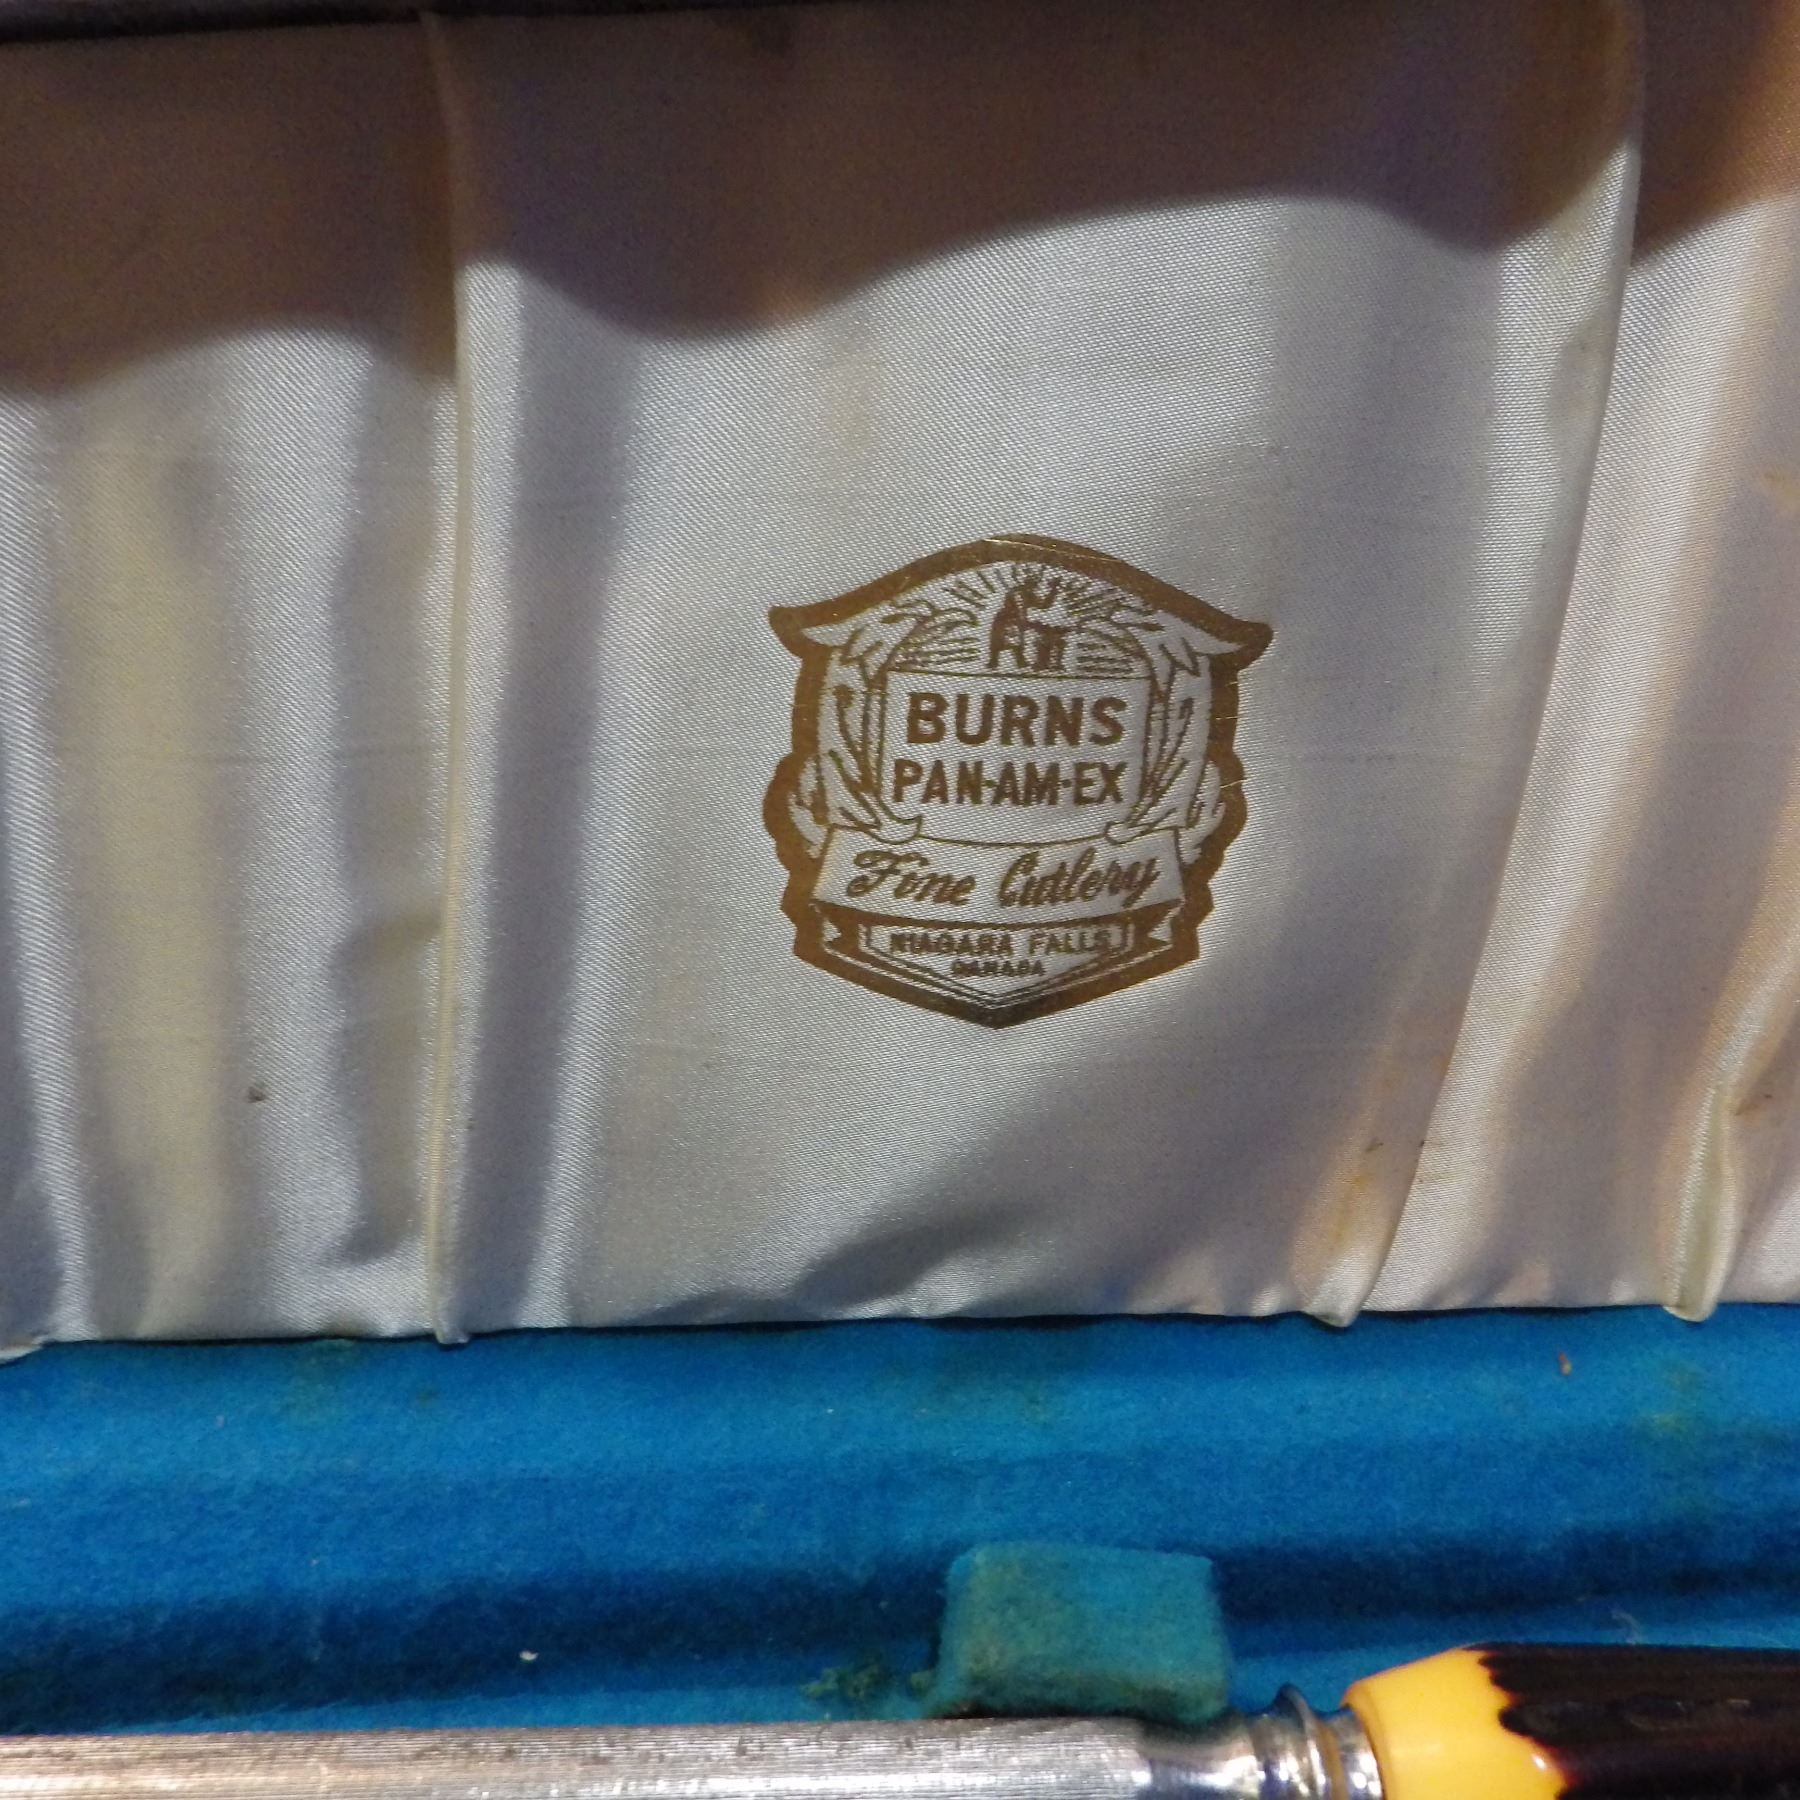 BURNS
PAN-AM-EX
Fine Cutlery
NIAGARA FALLS
CANADA